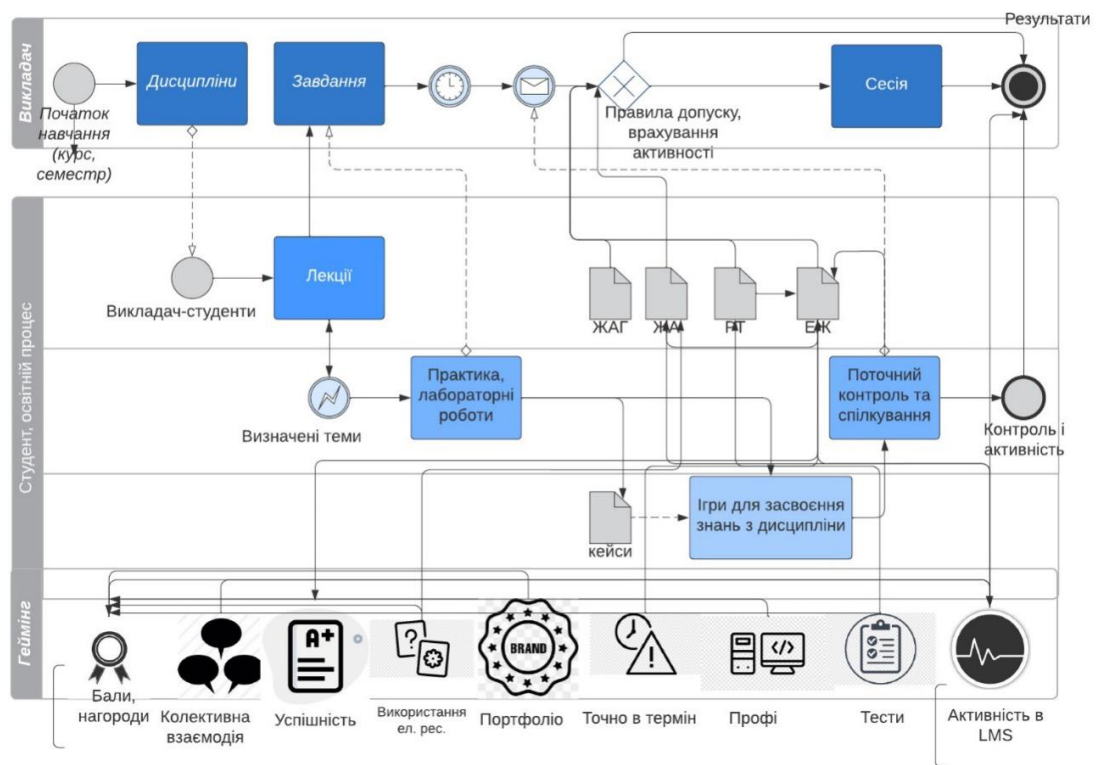 Викладач
Результати
Дисципліни
Завдання
Сесія
Початок
навчання
(курс,
семестр)
Правила допуску,
врахування
активності
Студент, освітній процес
Лекції
Викладач-студенти
ЖАГ
ЖА
РТ
ЕЖ
Практика,
лабораторні
роботи
Поточний
контроль та
спілкування
Визначені теми
Контроль і
активність
Ігри для засвоєння
знань з дисципліни
кейси
Геймінг
A+
?
BRAND
!
</>
Бали,
нагороди
Колективна
взаємодія
Успішність
Використання
ел. рес.
Портфоліо
Точно в термін
Профі
Тести
Активність в
LMS